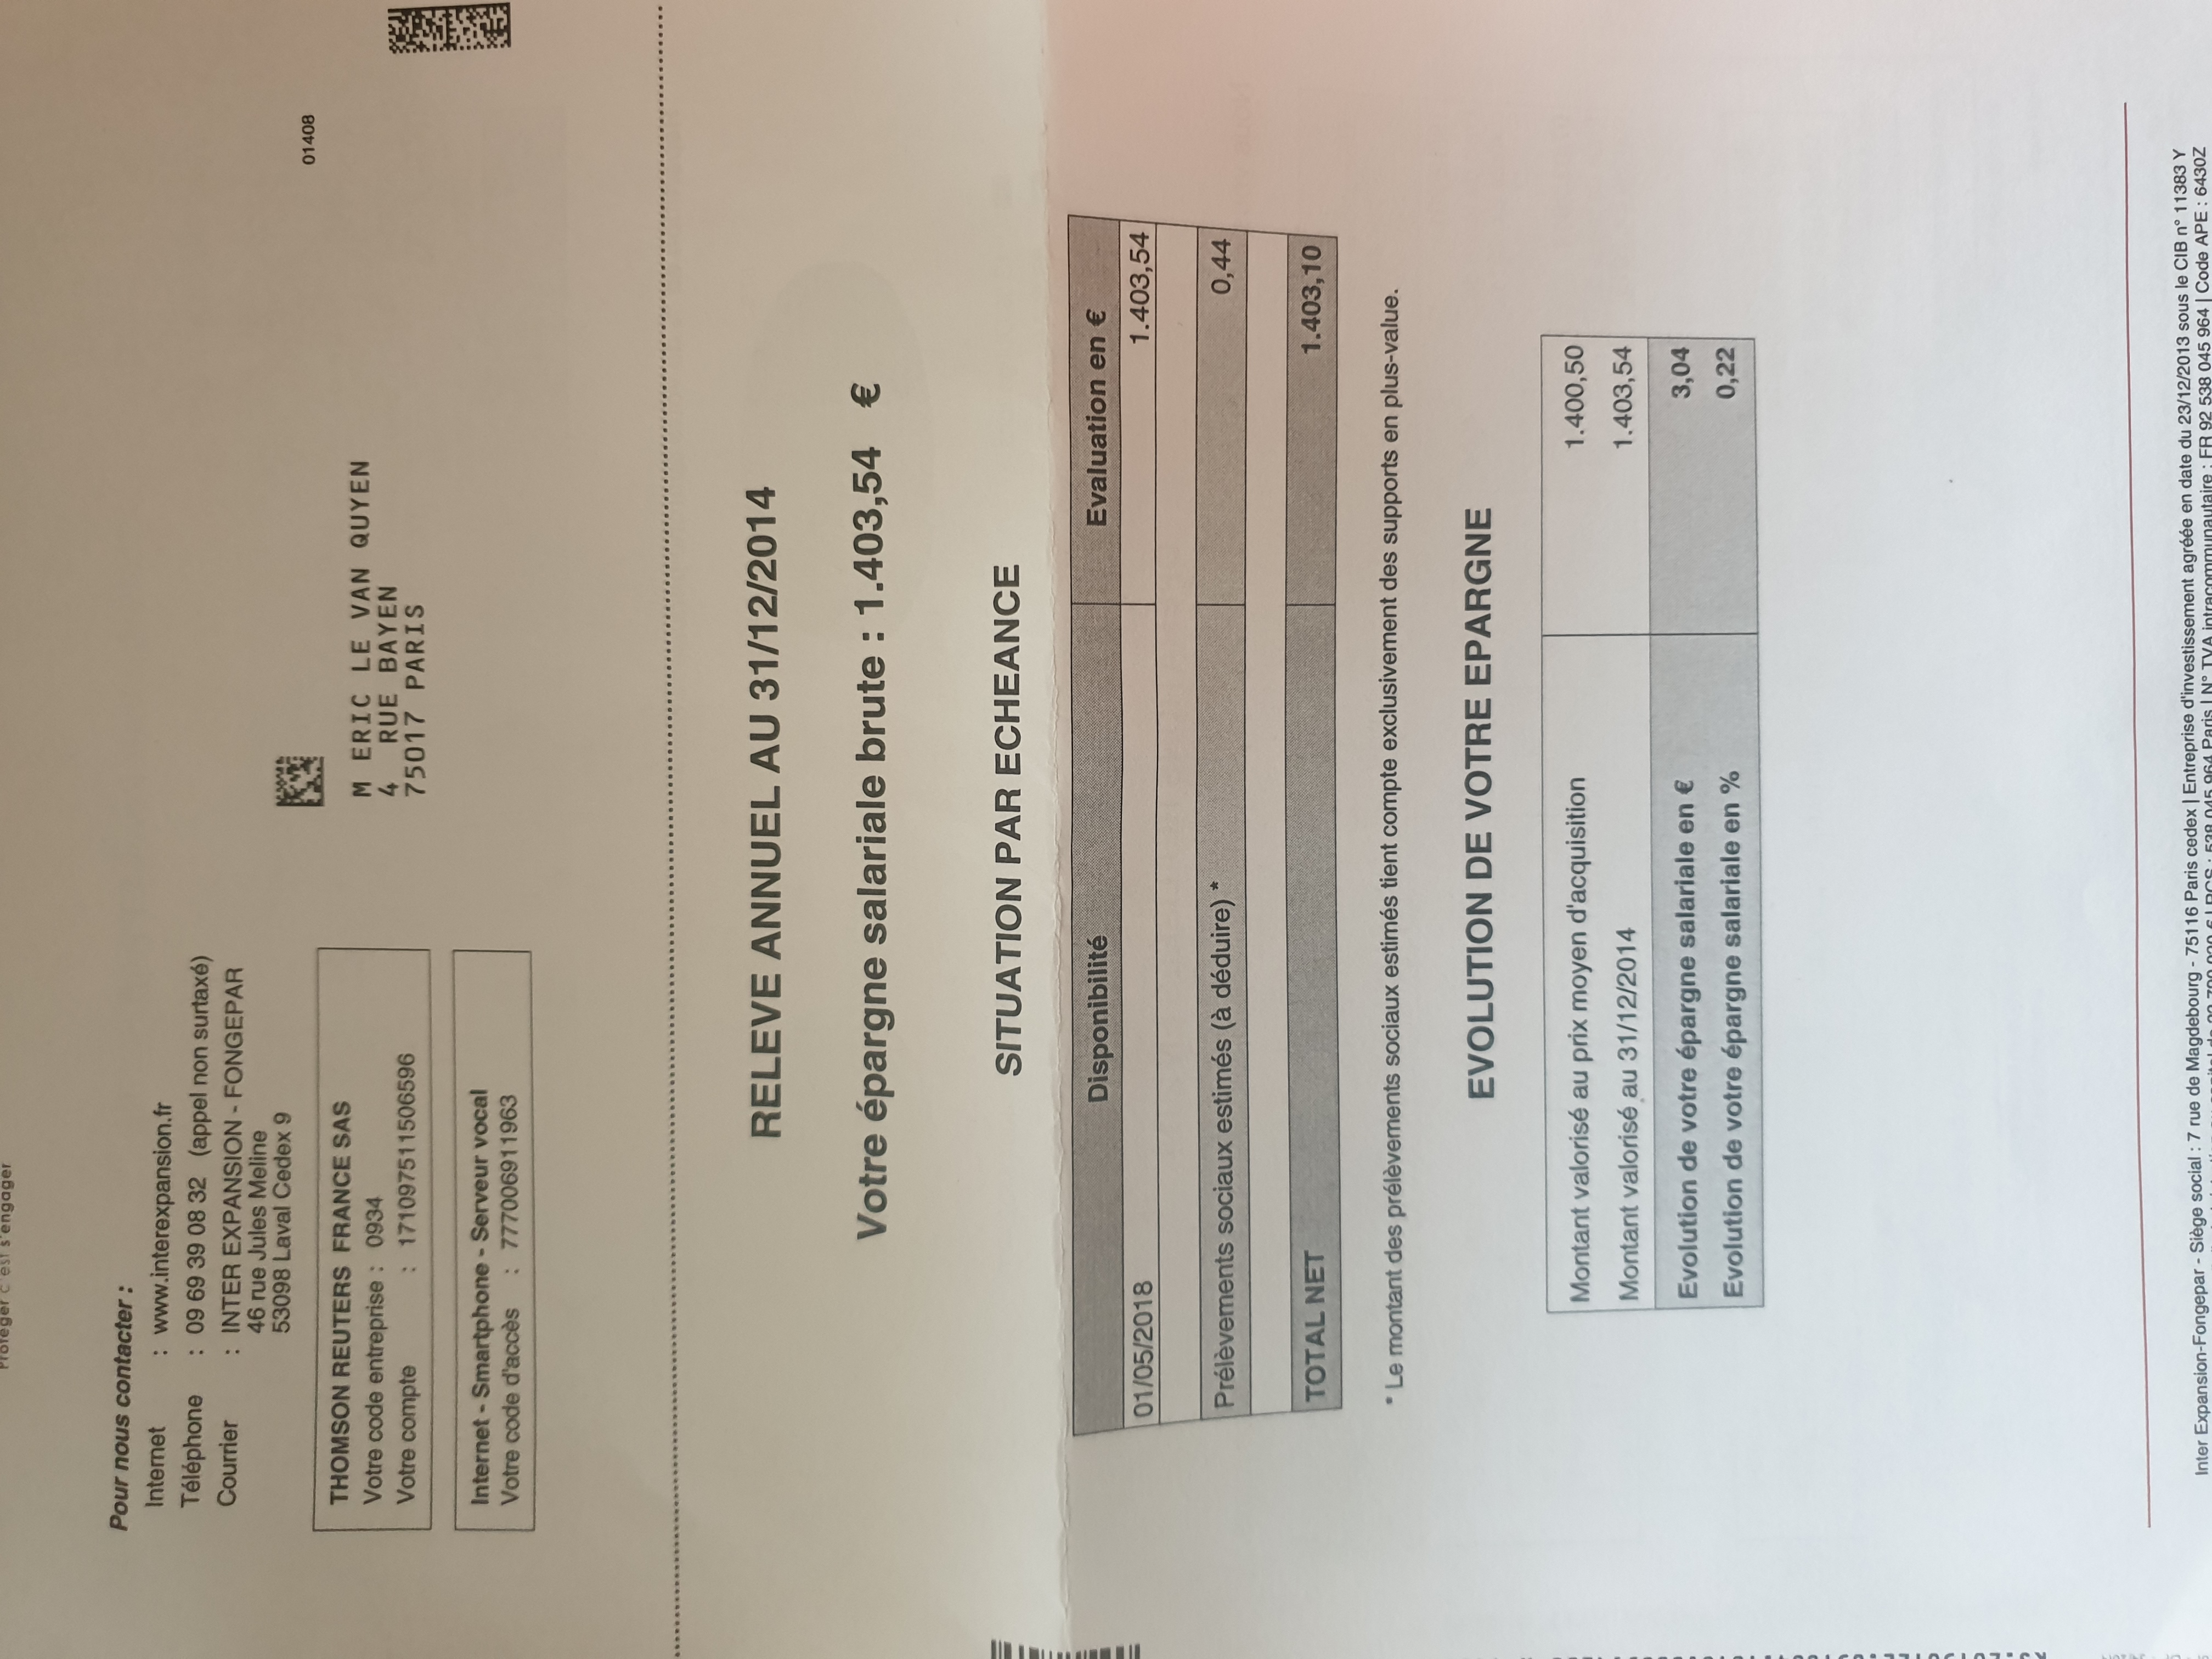 Protéger c'est s'engager
Pour nous contacter :
Internet : www.interexpansion.fr
Téléphone : 09 69 39 08 32 (appel non surtaxé)
Courrier : INTER EXPANSION - FONGEPAR
46 rue Jules Meline
53098 Laval Cedex 9
01408
THOMSON REUTERS FRANCE SAS
Votre code entreprise : 0934
Votre compte : 171097511506596
M ERIC LE VAN QUYEN
4 RUE BAYEN
75017 PARIS
Internet - Smartphone - Serveur vocal
Votre code d'accès : 777006911963
RELEVE ANNUEL AU 31/12/2014
Votre épargne salariale brute : 1.403,54 €
SITUATION PAR ECHEANCE
Disponibilité Evaluation en €
01/05/2018 1.403,54
Prélèvements sociaux estimés (à déduire) * 0,44
TOTAL NET 1.403,10
* Le montant des prélèvements sociaux estimés tient compte exclusivement des supports en plus-value.
EVOLUTION DE VOTRE EPARGNE
Montant valorisé au prix moyen d'acquisition 1.400,50
Montant valorisé au 31/12/2014 1.403,54
Evolution de votre épargne salariale en € 3,04
Evolution de votre épargne salariale en % 0,22
Inter Expansion-Fongepar - Siège social : 7 rue de Magdebourg - 75116 Paris cedex | Entreprise d'investissement agréée en date du 23/12/2013 sous le CIB n° 11383 Y
RCS : 538 045 964 Paris | N° TVA intracommunautaire : FR 92 538 045 964 | Code APE : 6430Z